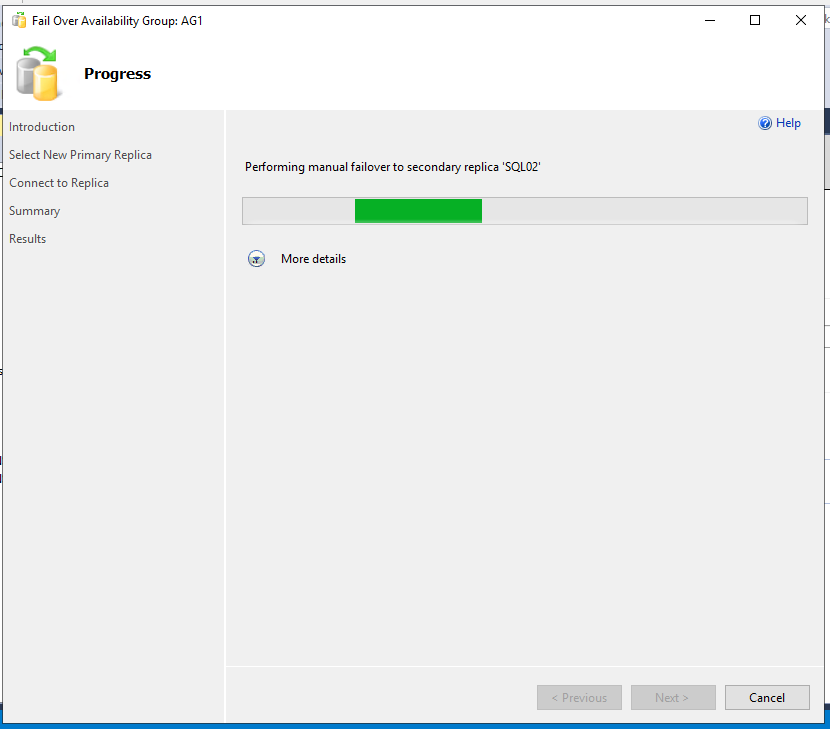 Fail Over Availability Group: AG1
Progress
Introduction
Select New Primary Replica
Connect to Replica
Summary
Results
Help
Performing manual failover to secondary replica 'SQL02'
More details
< Previous
Next >
Cancel